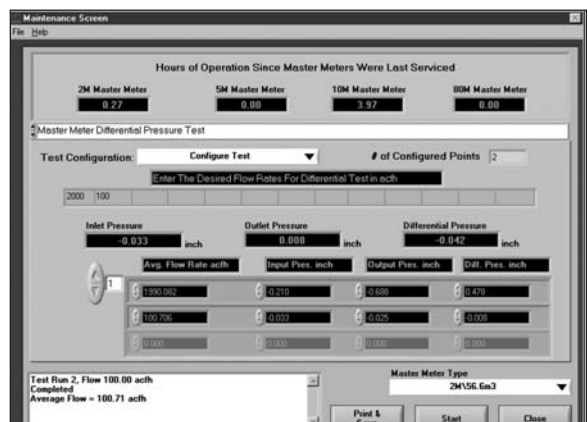 Maintenance Screen
File Help
Hours of Operation Since Master Meters Were Last Serviced
2M Master Meter 5M Master Meter 10M Master Meter 80M Master Meter
0.27 0.00 3.97 0.00
Master Meter Differential Pressure Test
Test Configuration: Configure Test # of Configured Points 2
Enter The Desired Flow Rates For Differential Test in acfh
2000 100
Inlet Pressure Outlet Pressure Differential Pressure
-0.033 inch 0.008 inch -0.042 inch
Avg. Flow Rate acfh Input Pres. inch Output Pres. inch Diff. Pres. inch
1
1990.082 -0.210 -0.688 0.478
100.706 -0.033 -0.025 -0.008
0.000 0.000 0.000 0.000
Test Run 2, Flow 100.00 acfh
Completed
Average Flow = 100.71 acfh
Master Meter Type
2M\56.6m3
Print &
Start Close